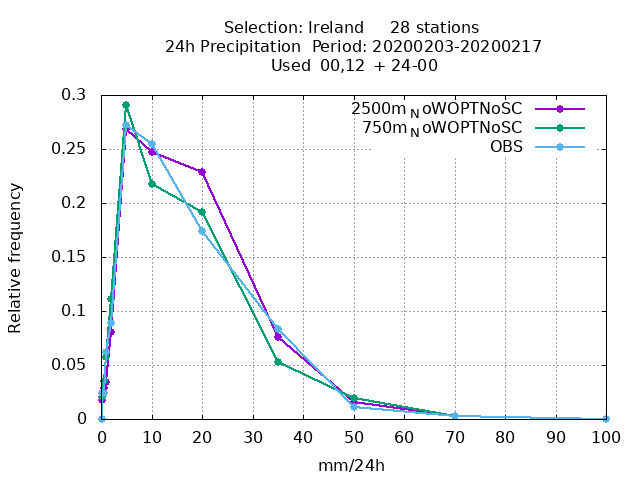 Selection: Ireland 28 stations
24h Precipitation Period: 20200203-20200217
Used 00,12 + 24-00
2500m_NoWOPTNoSC
750m_NoWOPTNoSC
OBS
Relative frequency
0.3
0.25
0.2
0.15
0.1
0.05
0
0 10 20 30 40 50 60 70 80 90 100
mm/24h